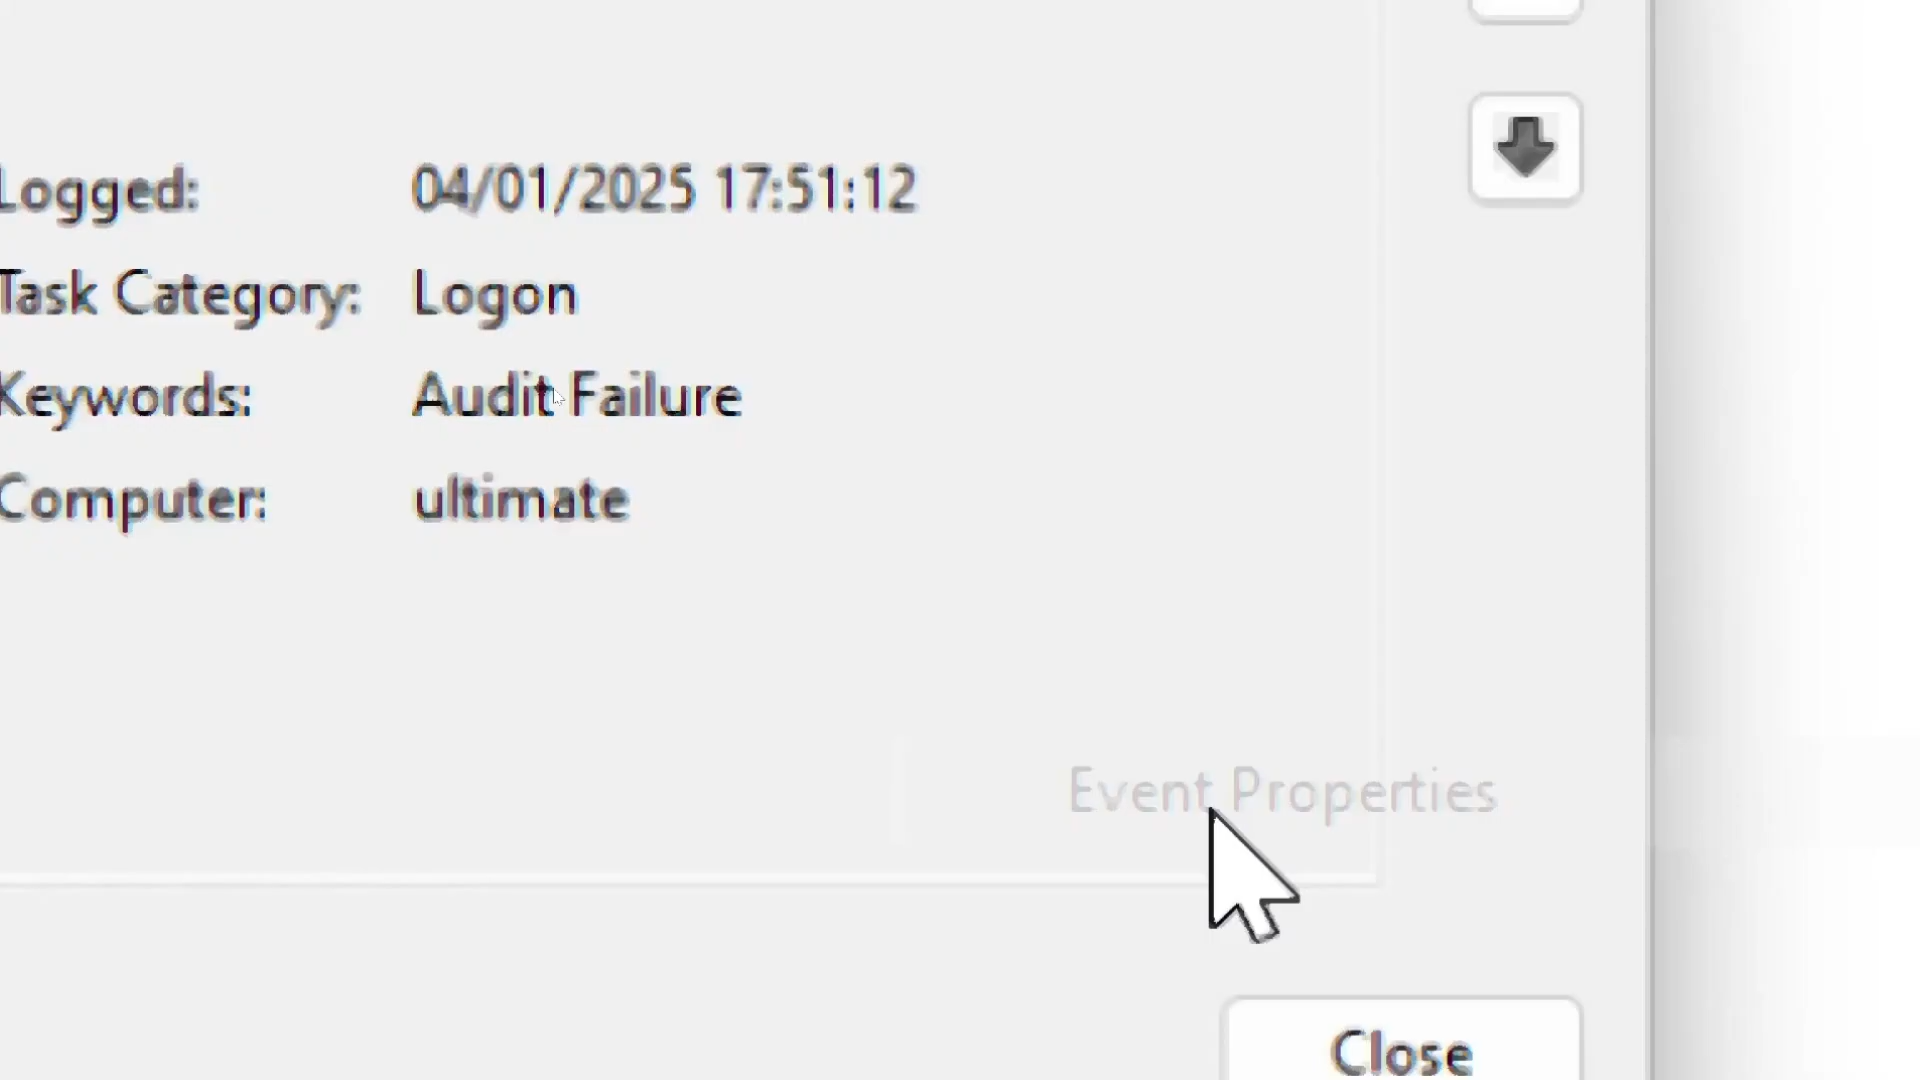 Logged: 04/01/2025 17:51:12
Task Category: Logon
Keywords: Audit Failure
Computer: ultimate
Event Properties
Close